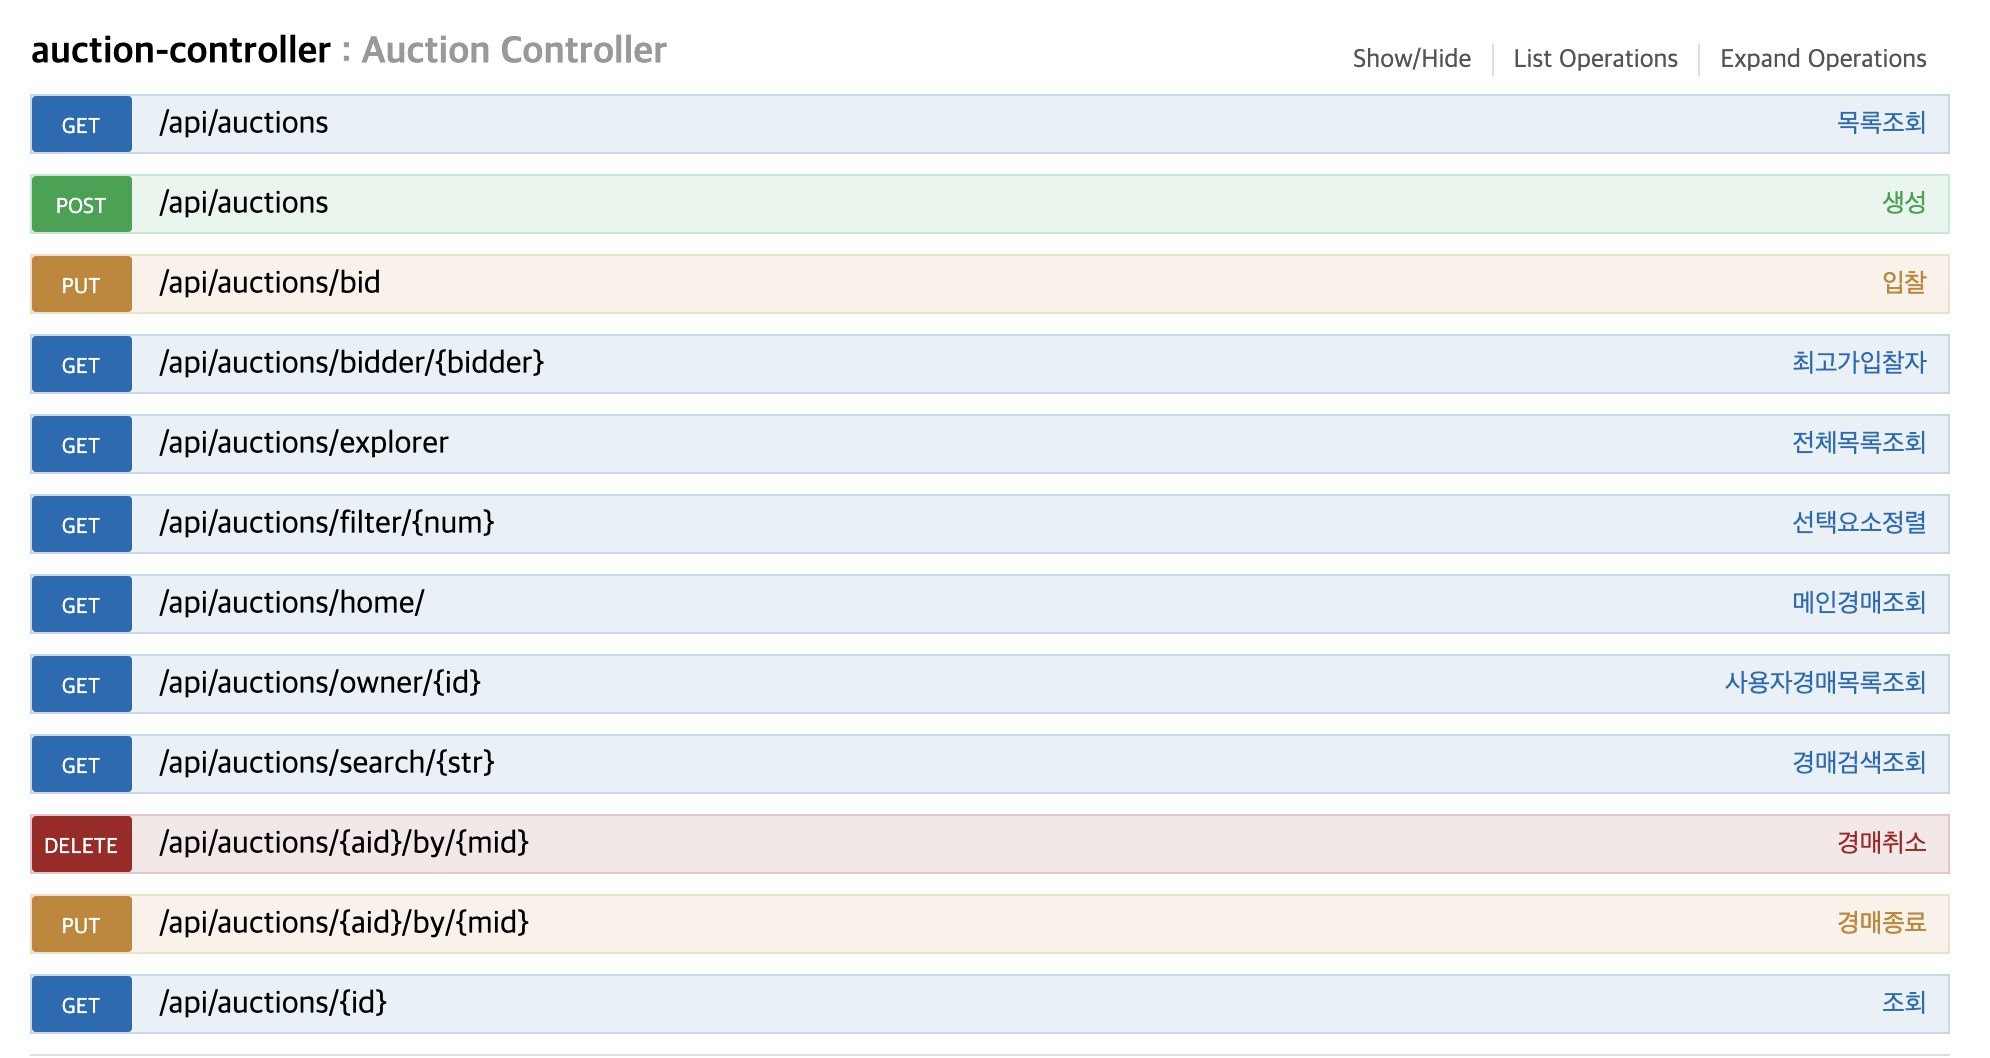 auction-controller : Auction Controller
Show/Hide | List Operations | Expand Operations
GET /api/auctions 목록조회
POST /api/auctions 생성
PUT /api/auctions/bid 입찰
GET /api/auctions/bidder/{bidder} 최고가입찰자
GET /api/auctions/explorer 전체목록조회
GET /api/auctions/filter/{num} 선택요소정렬
GET /api/auctions/home/ 메인경매조회
GET /api/auctions/owner/{id} 사용자경매목록조회
GET /api/auctions/search/{str} 경매검색조회
DELETE /api/auctions/{aid}/by/{mid} 경매취소
PUT /api/auctions/{aid}/by/{mid} 경매종료
GET /api/auctions/{id} 조회